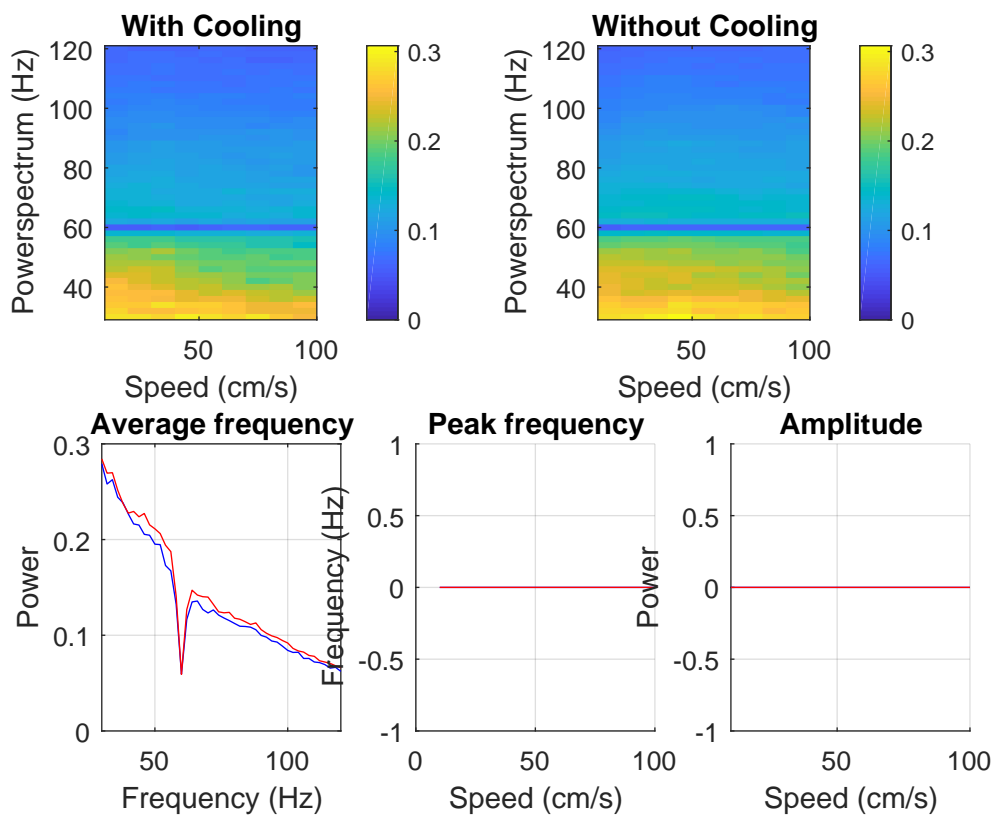 With Cooling
Powerspectrum (Hz)
120
100
80
60
40
50
100
Speed (cm/s)
0.3
0.2
0.1
0
Without Cooling
Powerspectrum (Hz)
120
100
80
60
40
50
100
Speed (cm/s)
0.3
0.2
0.1
0
Average frequency
Power
0.3
0.2
0.1
0
50
100
Frequency (Hz)
Peak frequency
Frequency (Hz)
1
0.5
0
-0.5
-1
0
50
100
Speed (cm/s)
Amplitude
Power
1
0.5
0
-0.5
-1
50
100
Speed (cm/s)